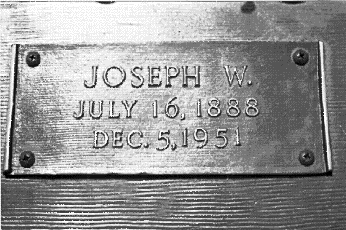 JOSEPH W.
JULY 16, 1888
DEC. 5, 1951